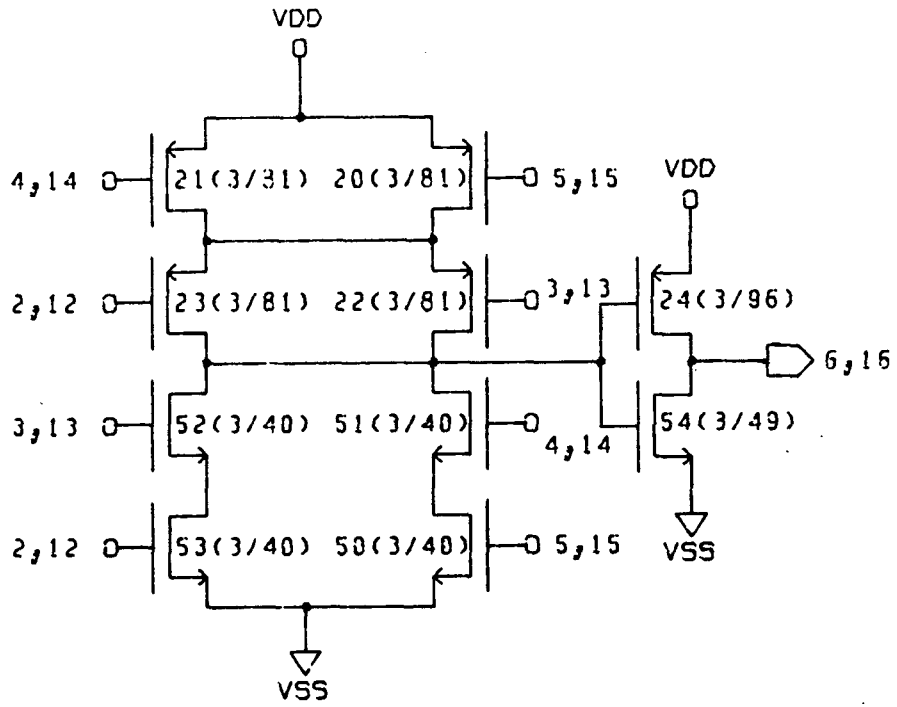 VDD
4,14 21(3/81) 20(3/81) 5,15
VDD
2,12 23(3/81) 22(3/81) 3,13 24(3/96)
6,16
3,13 52(3/40) 51(3/40) 4,14 54(3/49)
2,12 53(3/40) 50(3/40) 5,15
VSS
VSS